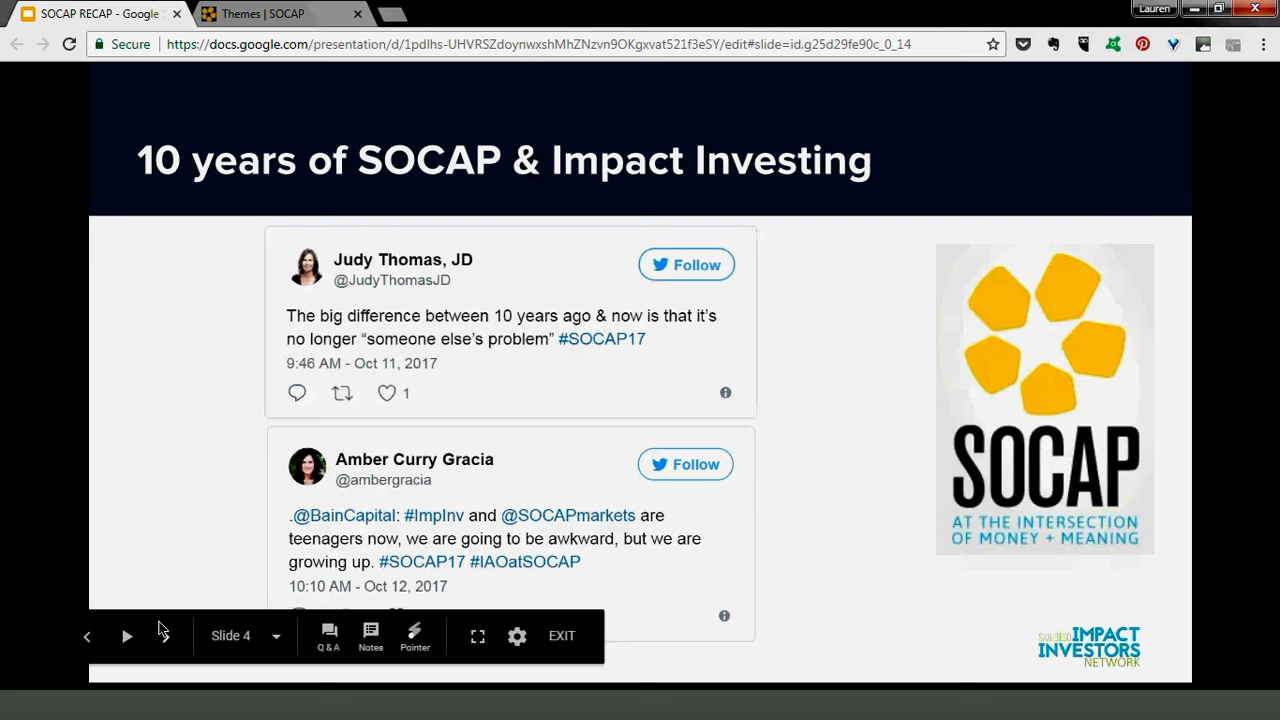 SOCAP RECAP - Google
Themes | SOCAP
Lauren
Secure
https://docs.google.com/presentation/d/1pdlhs-UHVRSZdoynwxshMhZNzvn9OKgxvat521f3eSY/edit#slide=id.g25d29fe90c_0_14
10 years of SOCAP & Impact Investing
Judy Thomas, JD
Follow
@JudyThomasJD
The big difference between 10 years ago & now is that it's
no longer “someone else's problem” #SOCAP17
9:46 AM - Oct 11, 2017
1
Amber Curry Gracia
Follow
@ambergracia
.@BainCapital: #ImpInv and @SOCAPmarkets are
teenagers now, we are going to be awkward, but we are
growing up. #SOCAP17 #IAOatSOCAP
10:10 AM - Oct 12, 2017
SOCAP
AT THE INTERSECTION
OF MONEY + MEANING
Slide 4
Q & A
Notes
Pointer
EXIT
SAN DIEGO IMPACT
INVESTORS
NETWORK